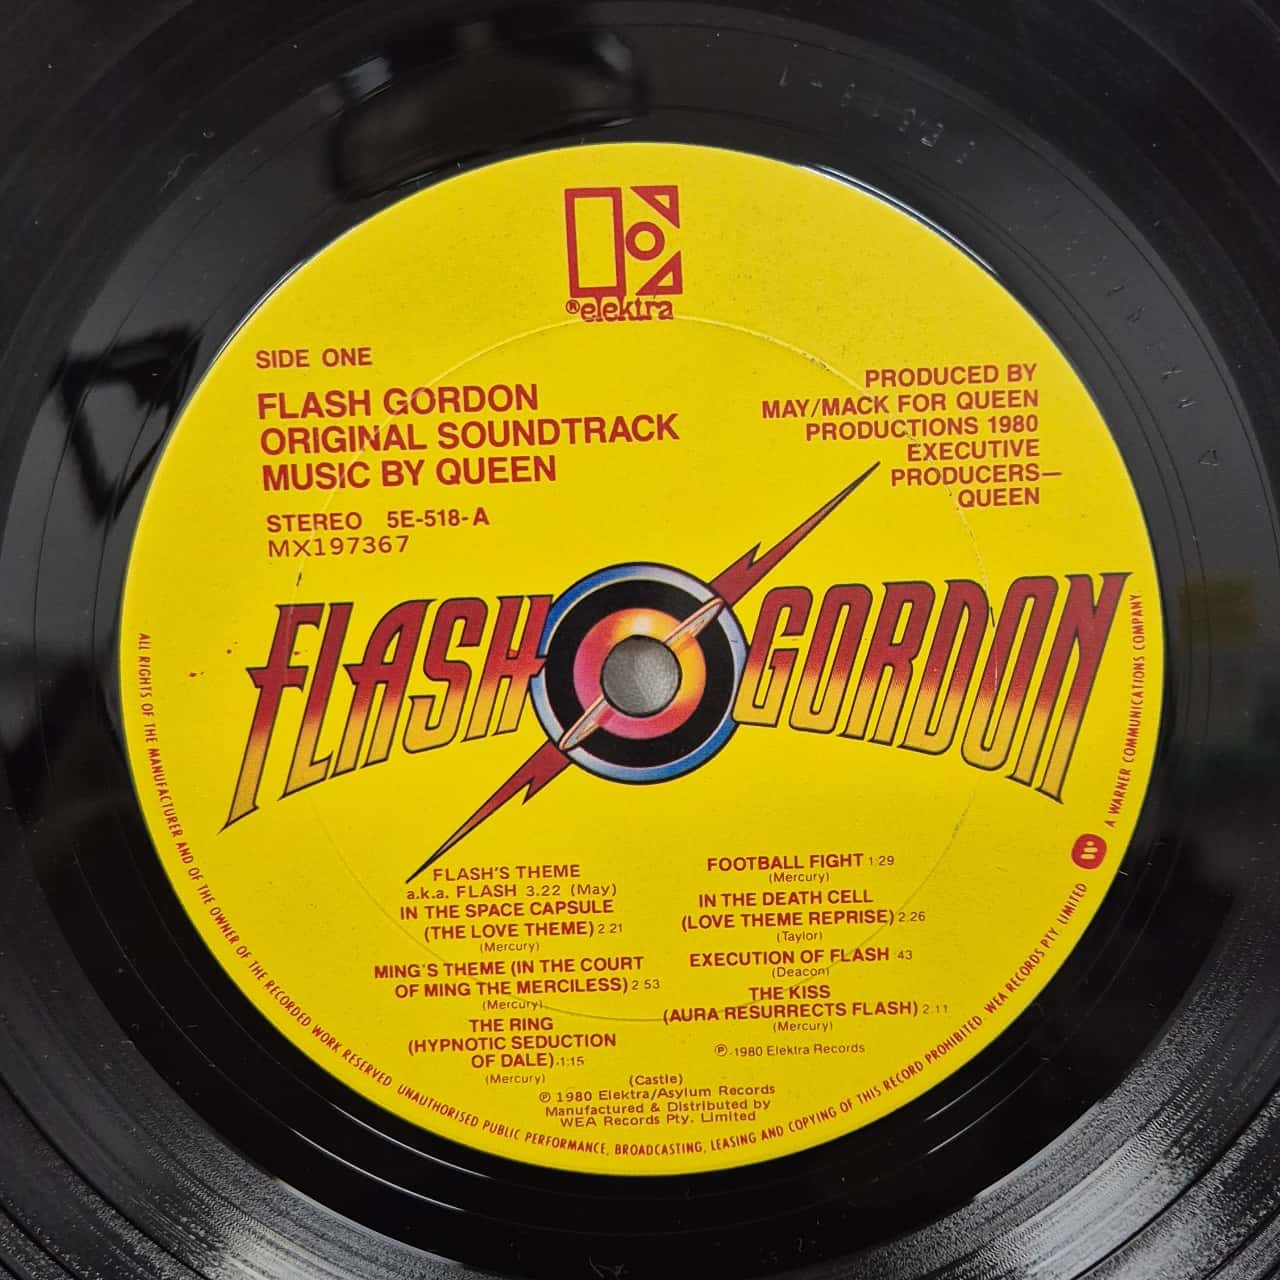 ® elektra
SIDE ONE
FLASH GORDON
ORIGINAL SOUNDTRACK
MUSIC BY QUEEN
STEREO 5E-518-A
MX197367
PRODUCED BY
MAY/MACK FOR QUEEN
PRODUCTIONS 1980
EXECUTIVE
PRODUCERS—
QUEEN
FLASH GORDON
FLASH'S THEME
a.k.a. FLASH 3.22 (May)
IN THE SPACE CAPSULE
(THE LOVE THEME) 2.21
(Mercury)
MING'S THEME (IN THE COURT
OF MING THE MERCILESS) 2 53
(Mercury)
THE RING
(HYPNOTIC SEDUCTION
OF DALE).1:15
(Mercury)
FOOTBALL FIGHT 1:29
(Mercury)
IN THE DEATH CELL
(LOVE THEME REPRISE) 2.26
(Taylor)
EXECUTION OF FLASH 43
(Deacon)
THE KISS
(AURA RESURRECTS FLASH) 2.11
(Mercury)
℗.1980 Elektra Records
(Castle)
℗ 1980 Elektra/Asylum Records
Manufactured & Distributed by
WEA Records Pty. Limited
ALL RIGHTS OF THE MANUFACTURER AND OF THE OWNER OF THE RECORDED WORK RESERVED UNAUTHORISED PUBLIC PERFORMANCE, BROADCASTING, LEASING AND COPYING OF THIS RECORD PROHIBITED. WEA RECORDS PTY. LIMITED A WARNER COMMUNICATIONS COMPANY.